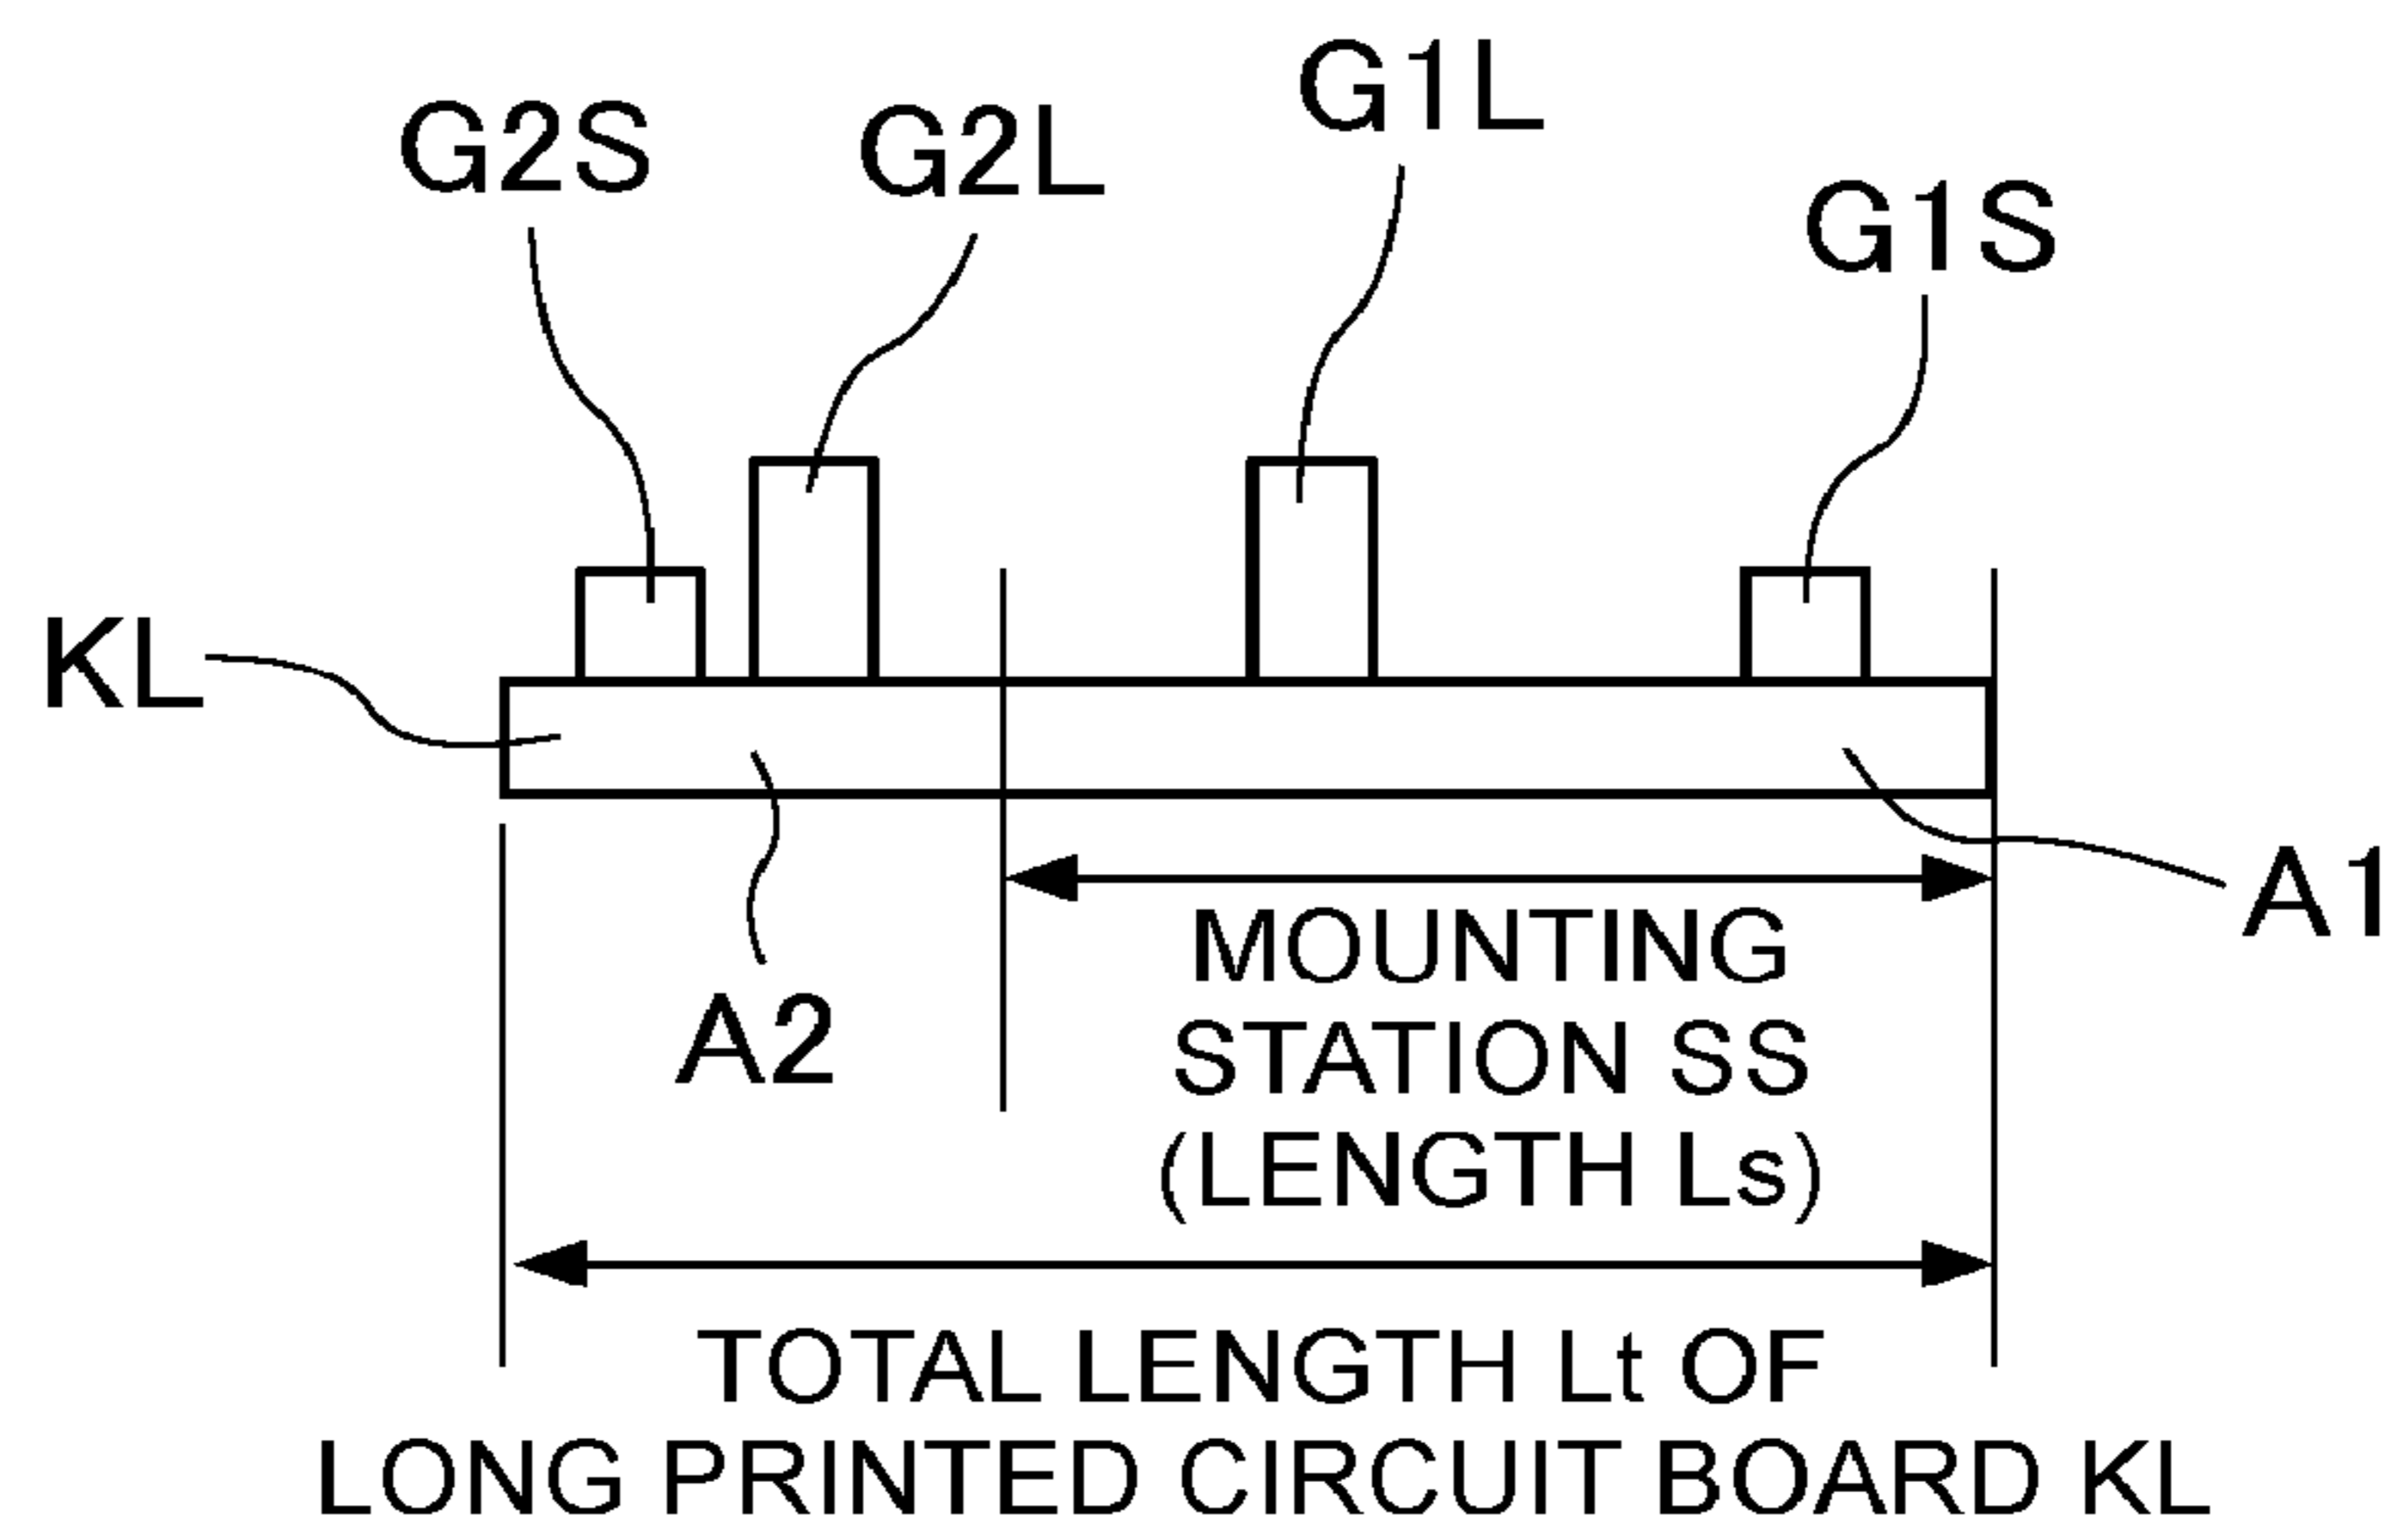 G1L
G2S
G2L
G1S
KL
A1
MOUNTING
STATION SS
(LENGTH Ls)
A2
TOTAL LENGTH Lt OF
LONG PRINTED CIRCUIT BOARD KL